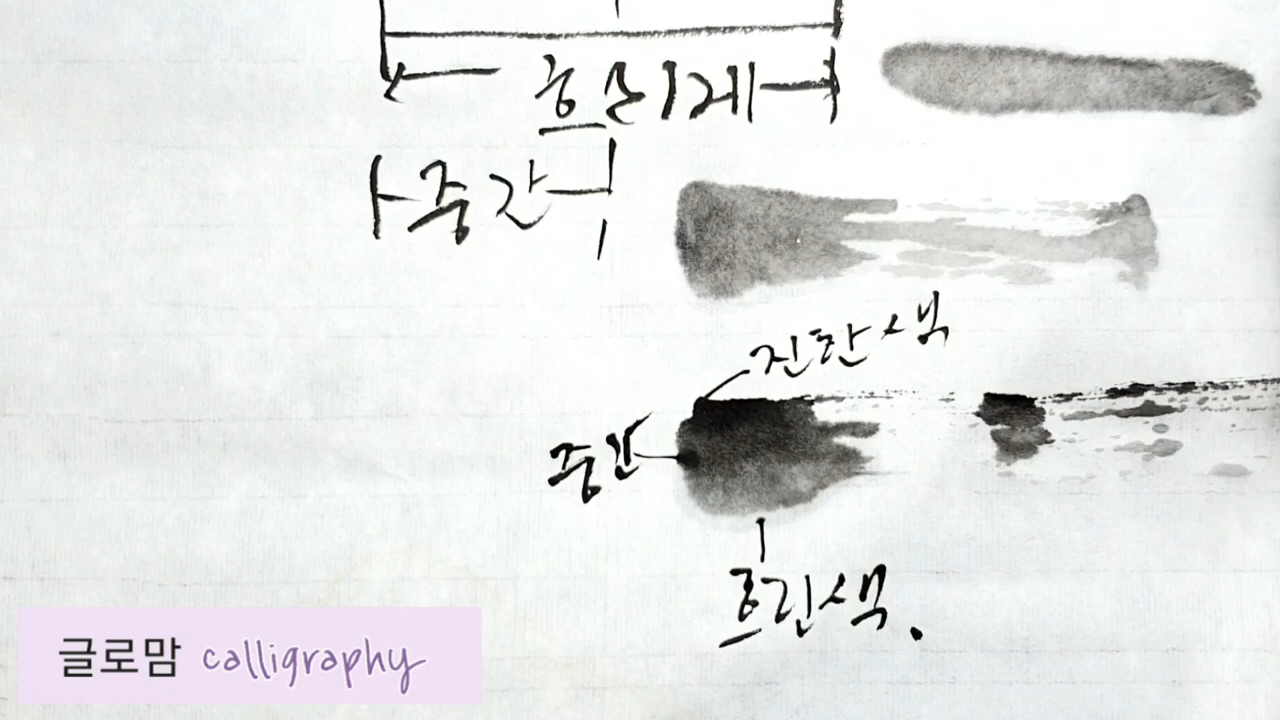 흐리게
중간
진한색
중간
흐린색.
글로맘 calligraphy